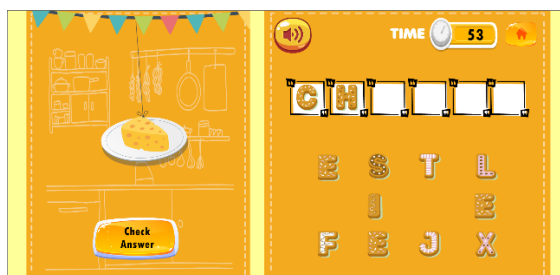 TIME 53
C H
E S T L
I E
F E J X
Check
Answer